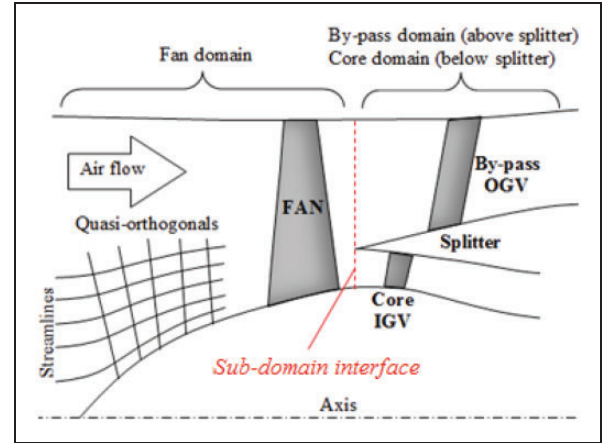 By-pass domain (above splitter)
Core domain (below splitter)
Fan domain
Air flow
By-pass
OGV
FAN
Quasi-orthogonals
Splitter
Streamlines
Core
IGV
Sub-domain interface
Axis